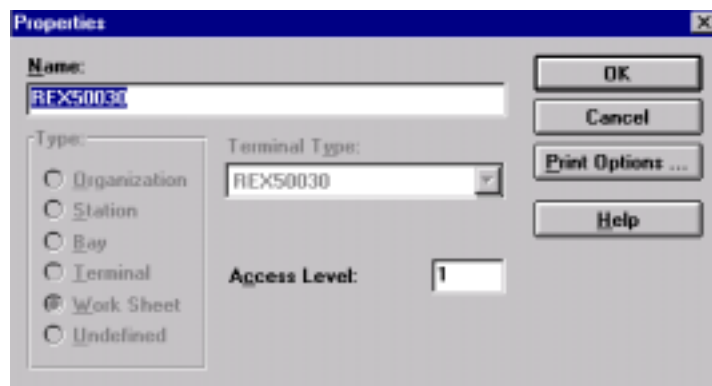 Properties
Name:
REX50030
Type:
Organization
Station
Bay
Terminal
Work Sheet
Undefined
Terminal Type:
REX50030
Access Level:
1
OK
Cancel
Print Options ...
Help